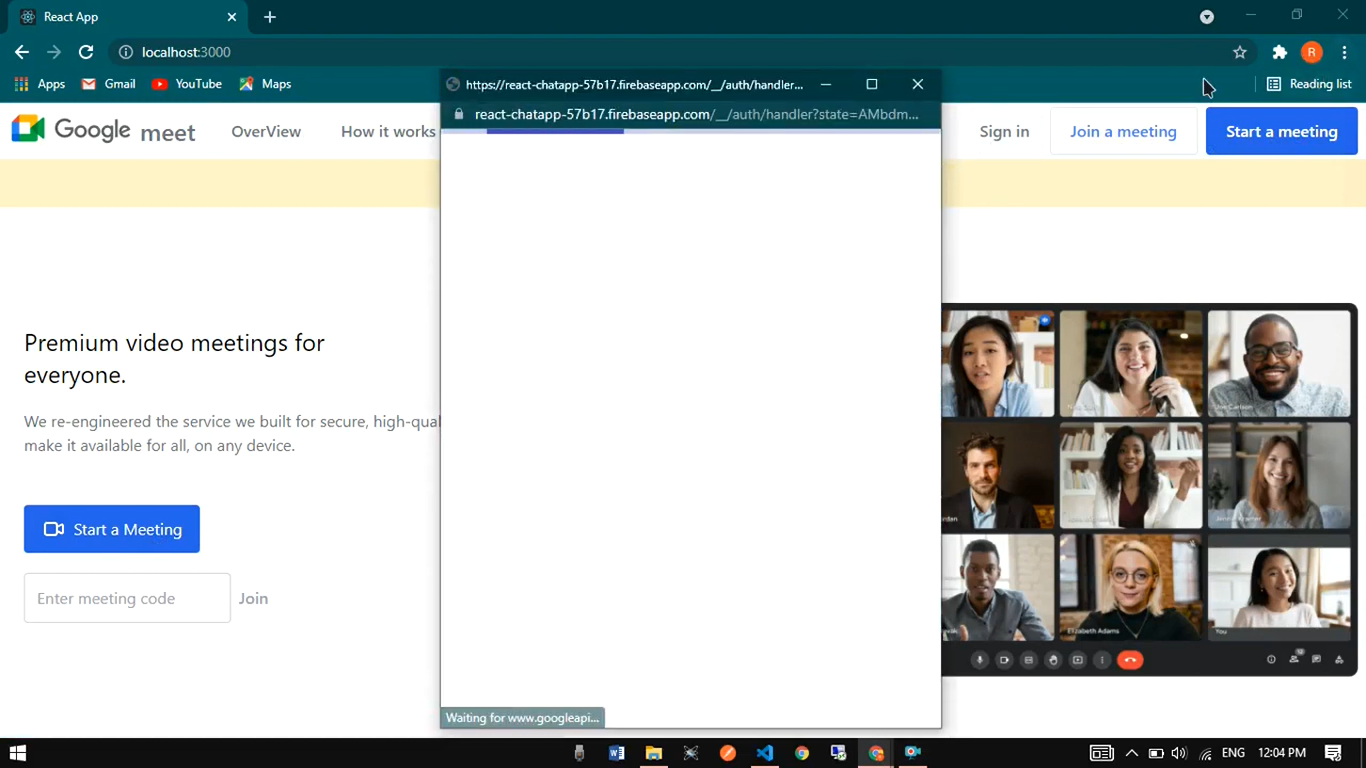 React App
localhost:3000
Apps Gmail YouTube Maps
Reading list
https://react-chatapp-57b17.firebaseapp.com/__/auth/handler...
react-chatapp-57b17.firebaseapp.com/__/auth/handler?state=AMbdm...
Google meet OverView How it works
Sign in Join a meeting Start a meeting
R
Premium video meetings for
everyone.
We re-engineered the service we built for secure, high-qual
make it available for all, on any device.
Start a Meeting
Enter meeting code Join
Elizabeth Adams
You
Waiting for www.googleapi...
ENG 12:04 PM